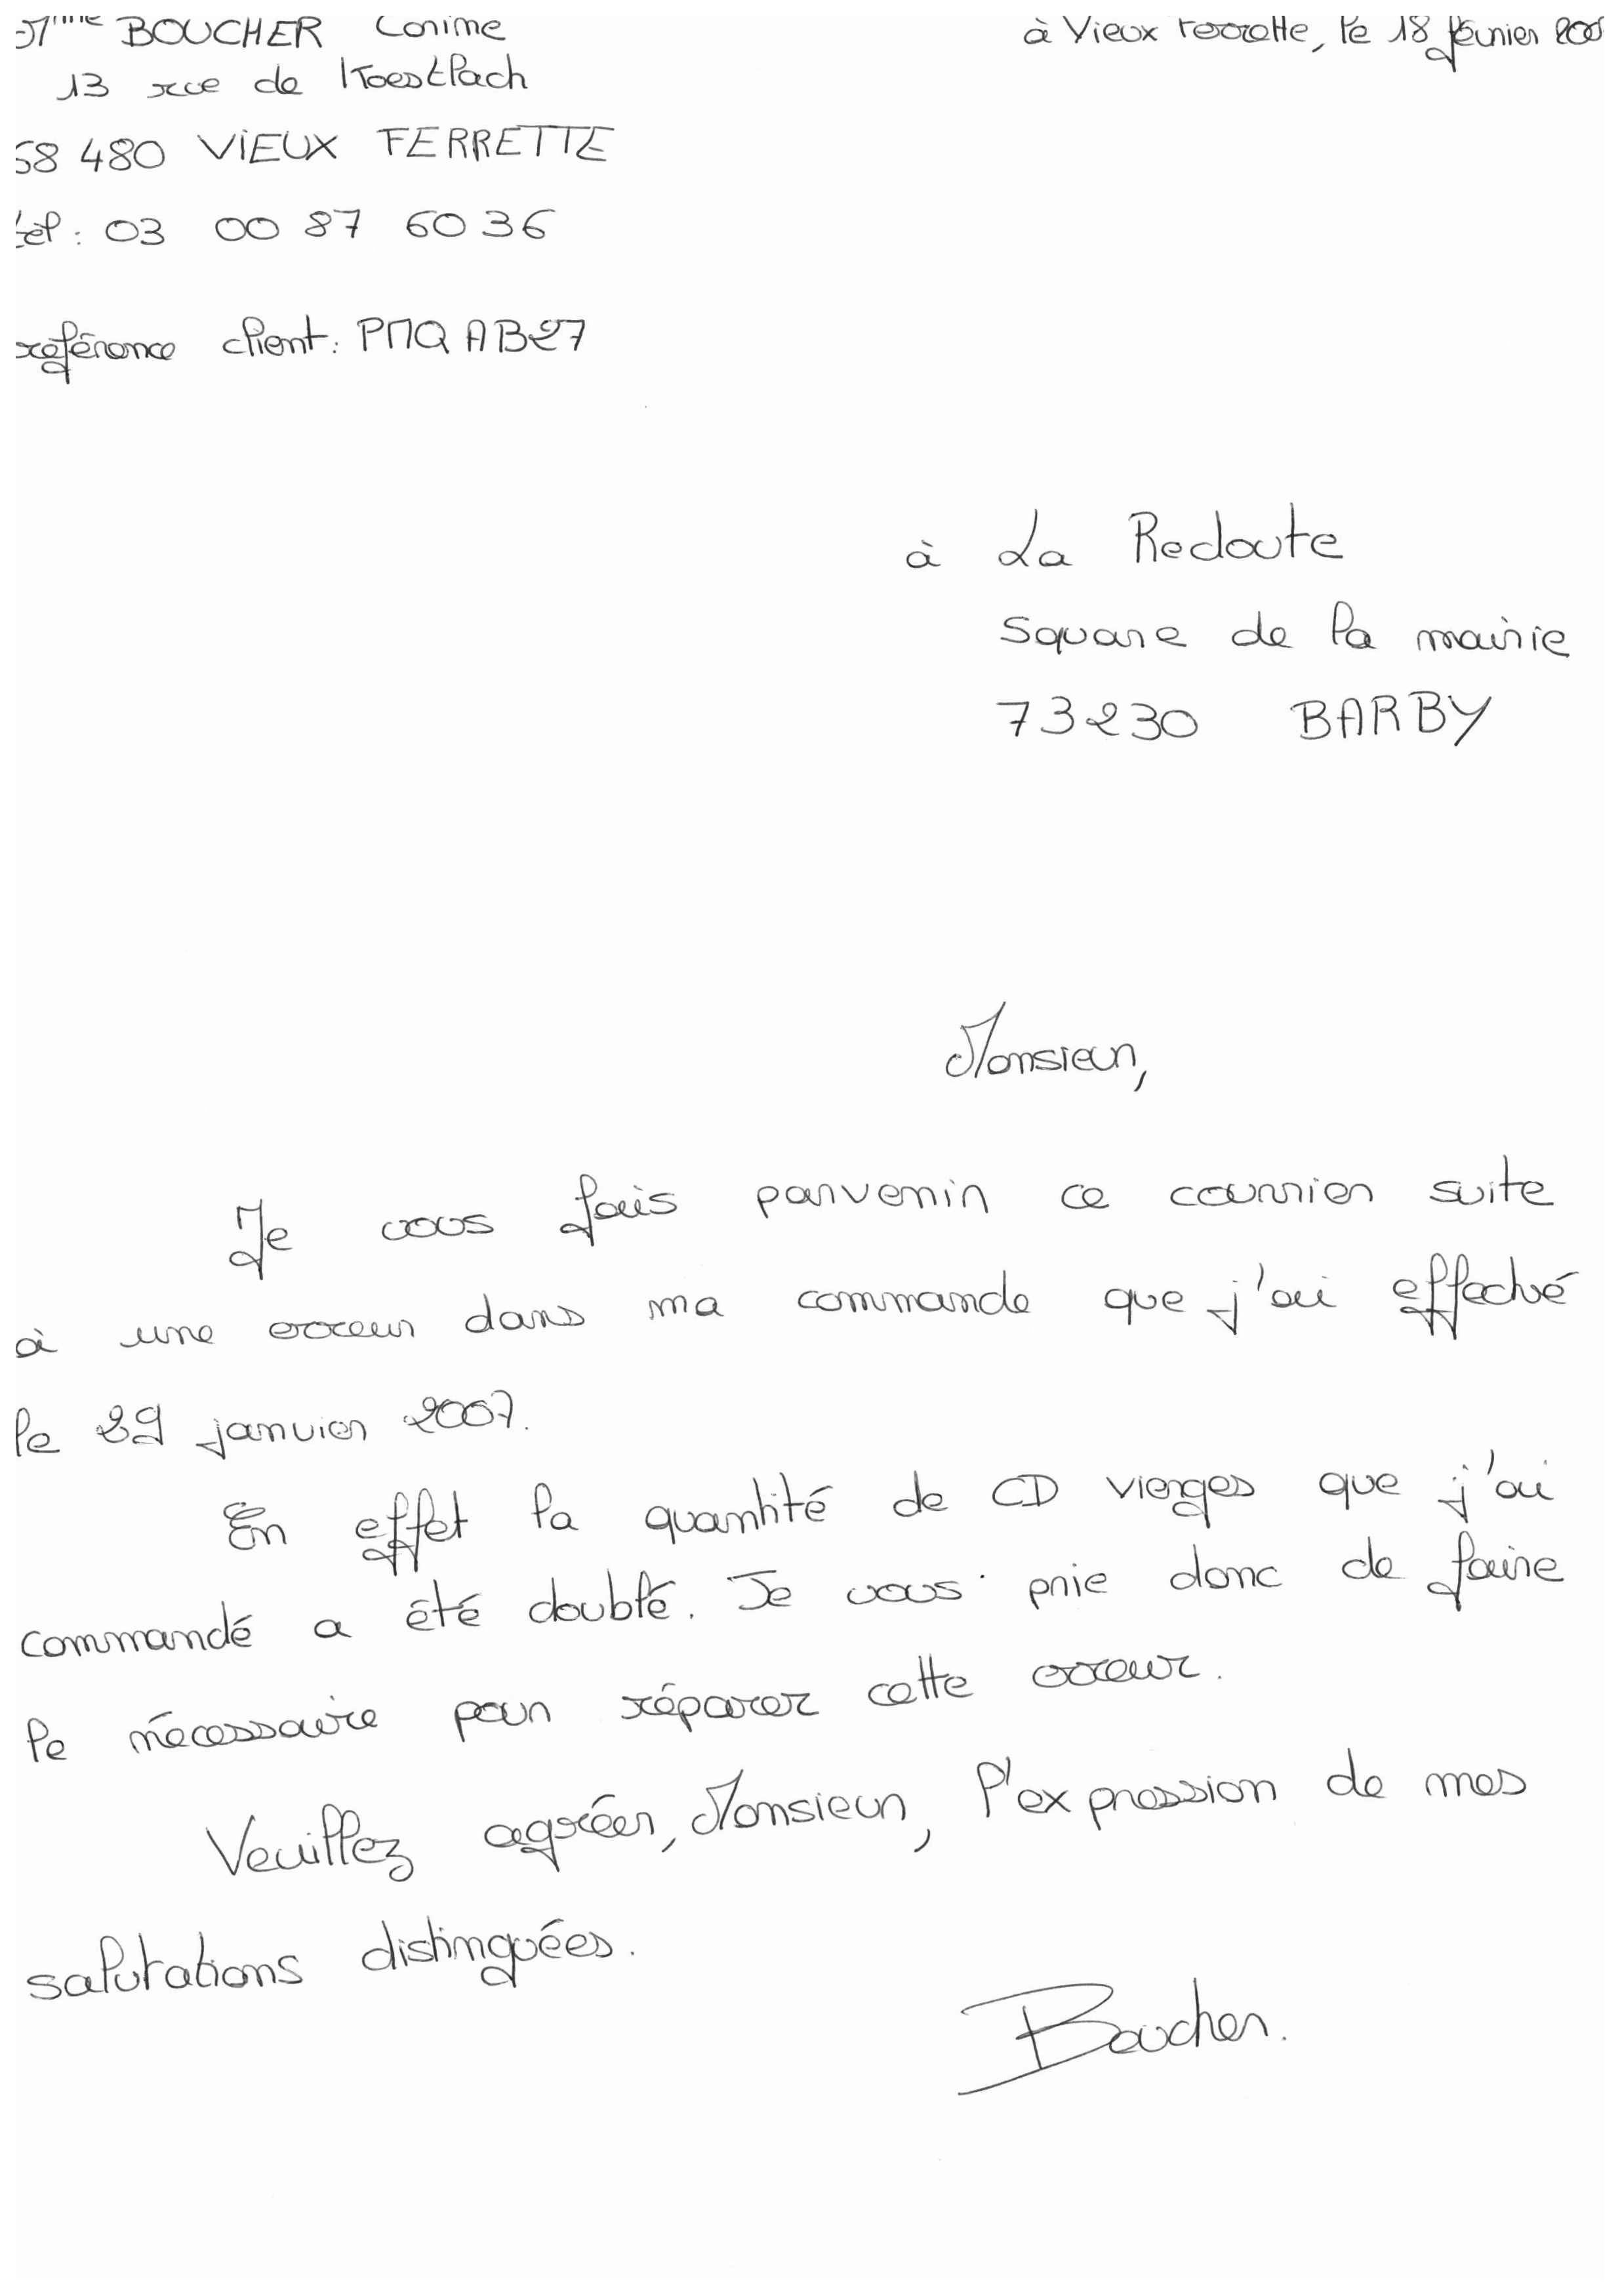 Mme BOUCHER Corinne
à Vieux Ferrette, le 18 février 200
13 rue de Koestlach
68 480 VIEUX FERRETTE
tél : 03 00 87 60 36
référence client : PMQAB27
à La Redoute
Square de la mairie
73230 BARBY
Monsieur,
Je vous fais parvenir ce courrier suite
à une erreur dans ma commande que j'ai effectué
le 29 janvier 2007.
En effet la quantité de CD vierges que j'ai
commandé a été doublé. Je vous prie donc de faire
le nécessaire pour réparer cette erreur.
Veuillez agréer, Monsieur, l'expression de mes
salutations distinguées.
Boucher.